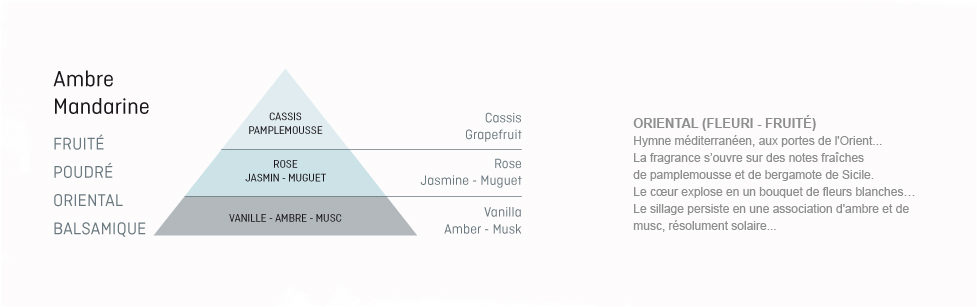 Ambre
Mandarine
FRUITÉ
POUDRÉ
ORIENTAL
BALSAMIQUE
CASSIS
PAMPLEMOUSSE
ROSE
JASMIN - MUGUET
VANILLE - AMBRE - MUSC
Cassis
Grapefruit
Rose
Jasmine - Muguet
Vanilla
Amber - Musk
ORIENTAL (FLEURI - FRUITÉ)
Hymne méditerranéen, aux portes de l'Orient...
La fragrance s'ouvre sur des notes fraîches
de pamplemousse et de bergamote de Sicile.
Le cœur explose en un bouquet de fleurs blanches…
Le sillage persiste en une association d'ambre et de
musc, résolument solaire...